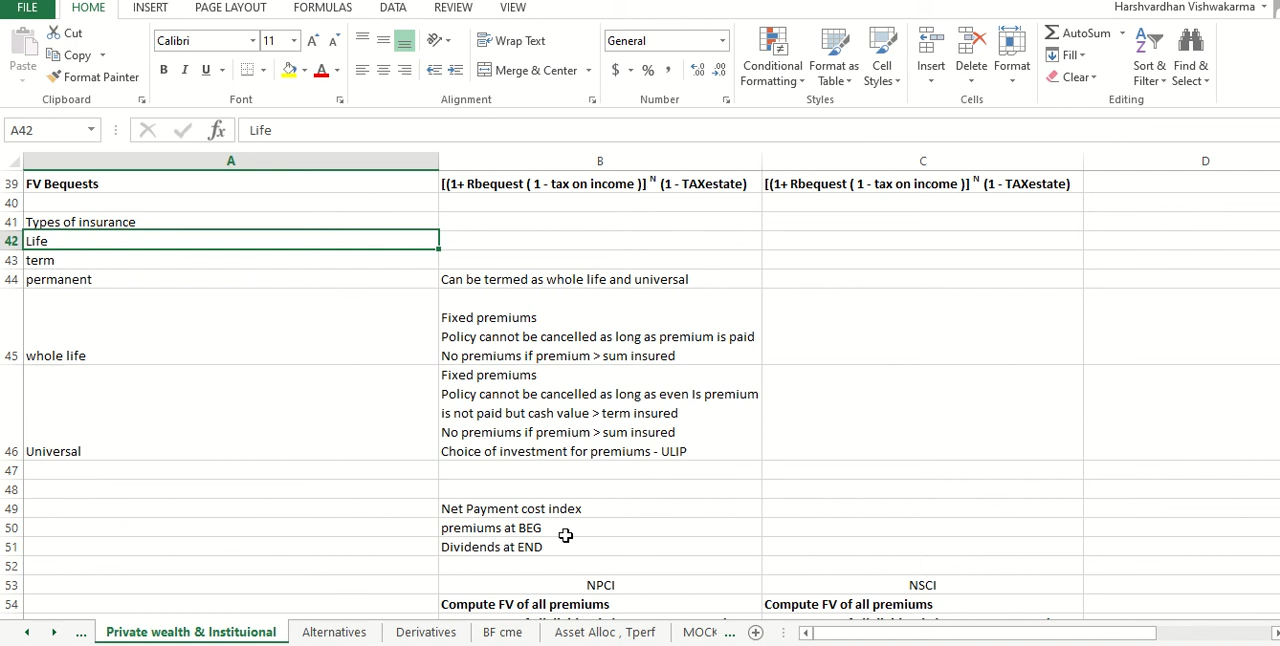 Harshvardhan Vishwakarma
FILE HOME INSERT PAGE LAYOUT FORMULAS DATA REVIEW VIEW
Paste
Cut
Copy
Format Painter
Clipboard
Calibri 11
B I U
Font
Wrap Text
Merge & Center
Alignment
General
$ % ,
Number
Conditional Formatting
Format as Table
Cell Styles
Styles
Insert Delete Format
Cells
AutoSum
Fill
Clear
Sort & Filter
Find & Select
Editing
A42 fx Life
A B C D
39 FV Bequests [(1+ Rbequest ( 1 - tax on income )] N (1 - TAXestate) [(1+ Rbequest ( 1 - tax on income )] N (1 - TAXestate)
40
41 Types of insurance
42 Life
43 term
44 permanent Can be termed as whole life and universal
Fixed premiums
Policy cannot be cancelled as long as premium is paid
45 whole life No premiums if premium > sum insured
Fixed premiums
Policy cannot be cancelled as long as even Is premium
is not paid but cash value > term insured
No premiums if premium > sum insured
46 Universal Choice of investment for premiums - ULIP
47
48
49 Net Payment cost index
50 premiums at BEG
51 Dividends at END
52
53 NPCI NSCI
54 Compute FV of all premiums Compute FV of all premiums
... Private wealth & Instituional Alternatives Derivatives BF cme Asset Alloc , Tperf MOCK ...